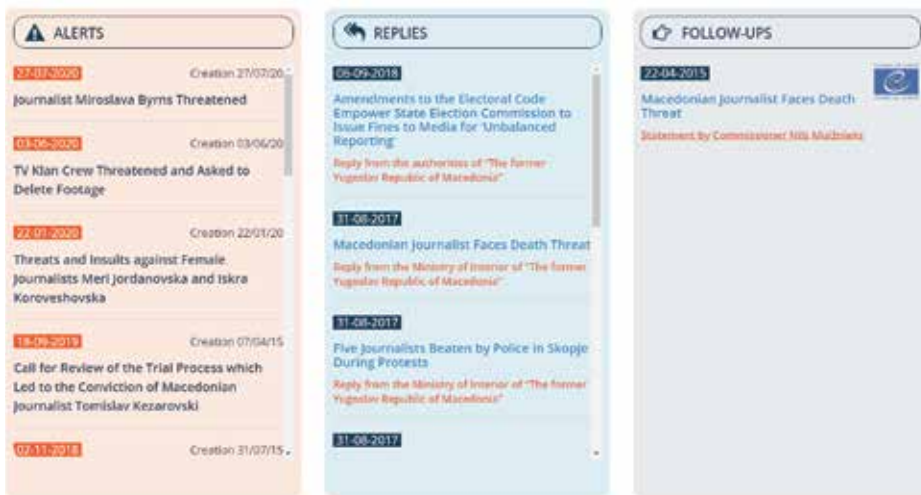 ALERTS
27-07-2020 Creation 27/07/20
Journalist Miroslava Byrns Threatened
03-06-2020 Creation 03/06/20
TV Klan Crew Threatened and Asked to
Delete Footage
22-01-2020 Creation 22/01/20
Threats and Insults against Female
Journalists Meri Jordanovska and Iskra
Koroveshovska
18-09-2019 Creation 07/04/15
Call for Review of the Trial Process which
Led to the Conviction of Macedonian
Journalist Tomislav Kezarovski
02-11-2018 Creation 31/07/15
REPLIES
06-09-2018
Amendments to the Electoral Code
Empower State Election Commission to
Issue Fines to Media for 'Unbalanced
Reporting'
Reply from the authorities of "The former
Yugoslav Republic of Macedonia"
31-08-2017
Macedonian Journalist Faces Death Threat
Reply from the Ministry of Interior of "The former
Yugoslav Republic of Macedonia"
31-08-2017
Five Journalists Beaten by Police in Skopje
During Protests
Reply from the Ministry of Interior of "The former
Yugoslav Republic of Macedonia"
31-08-2017
FOLLOW-UPS
22-04-2015
Macedonian Journalist Faces Death
Threat
Statement by Commissioner Nils Muižnieks